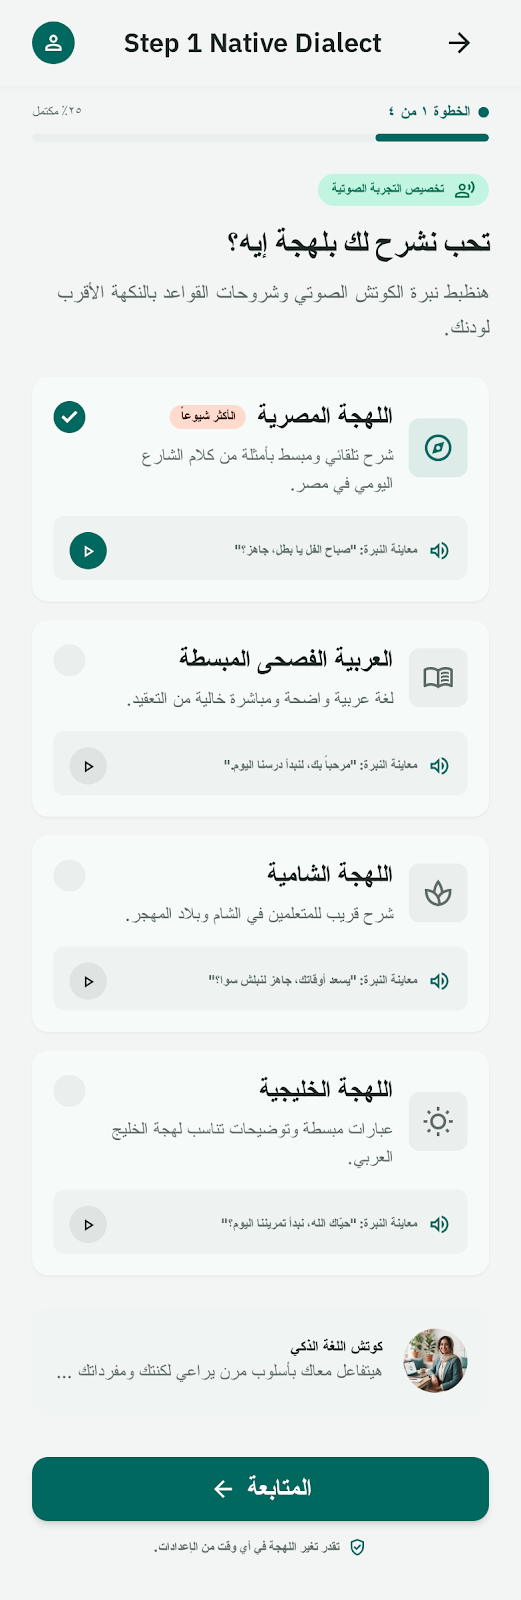 Step 1 Native Dialect
الخطوة ١ من ٤
٢٥٪ مكتمل
تخصيص التجربة الصوتية
تحب نشرح لك بلهجة إيه؟
هنظبط نبرة الكوتش الصوتي وشروحات القواعد بالنكهة الأقرب
لودنك.
اللهجة المصرية
الأكثر شيوعاً
شرح تلقائي ومبسط بأمثلة من كلام الشارع
اليومي في مصر.
معاينة النبرة: "صباح الفل يا بطل، جاهز؟"
العربية الفصحى المبسطة
لغة عربية واضحة ومباشرة خالية من التعقيد.
معاينة النبرة: "مرحباً بك، لنبدأ درسنا اليوم."
اللهجة الشامية
شرح قريب للمتعلمين في الشام وبلاد المهجر.
معاينة النبرة: "يسعد أوقاتك، جاهز لنبلش سوا؟"
اللهجة الخليجية
عبارات مبسطة وتوضيحات تناسب لهجة الخليج
العربي.
معاينة النبرة: "حيّاك الله، نبدأ تمريننا اليوم؟"
كوتش اللغة الذكي
هيتفاعل معاك بأسلوب مرن يراعي لكنتك ومفرداتك ...
المتابعة
تقدر تغير اللهجة في أي وقت من الإعدادات.